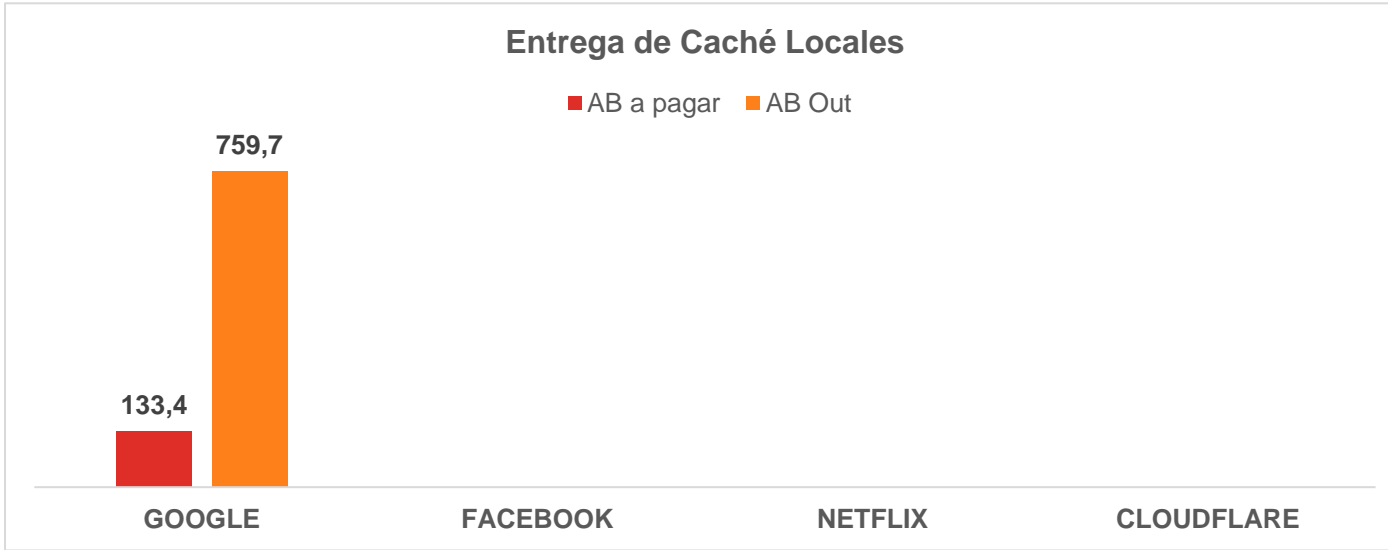 Entrega de Caché Locales
AB a pagar AB Out
759,7
133,4
GOOGLE FACEBOOK NETFLIX CLOUDFLARE